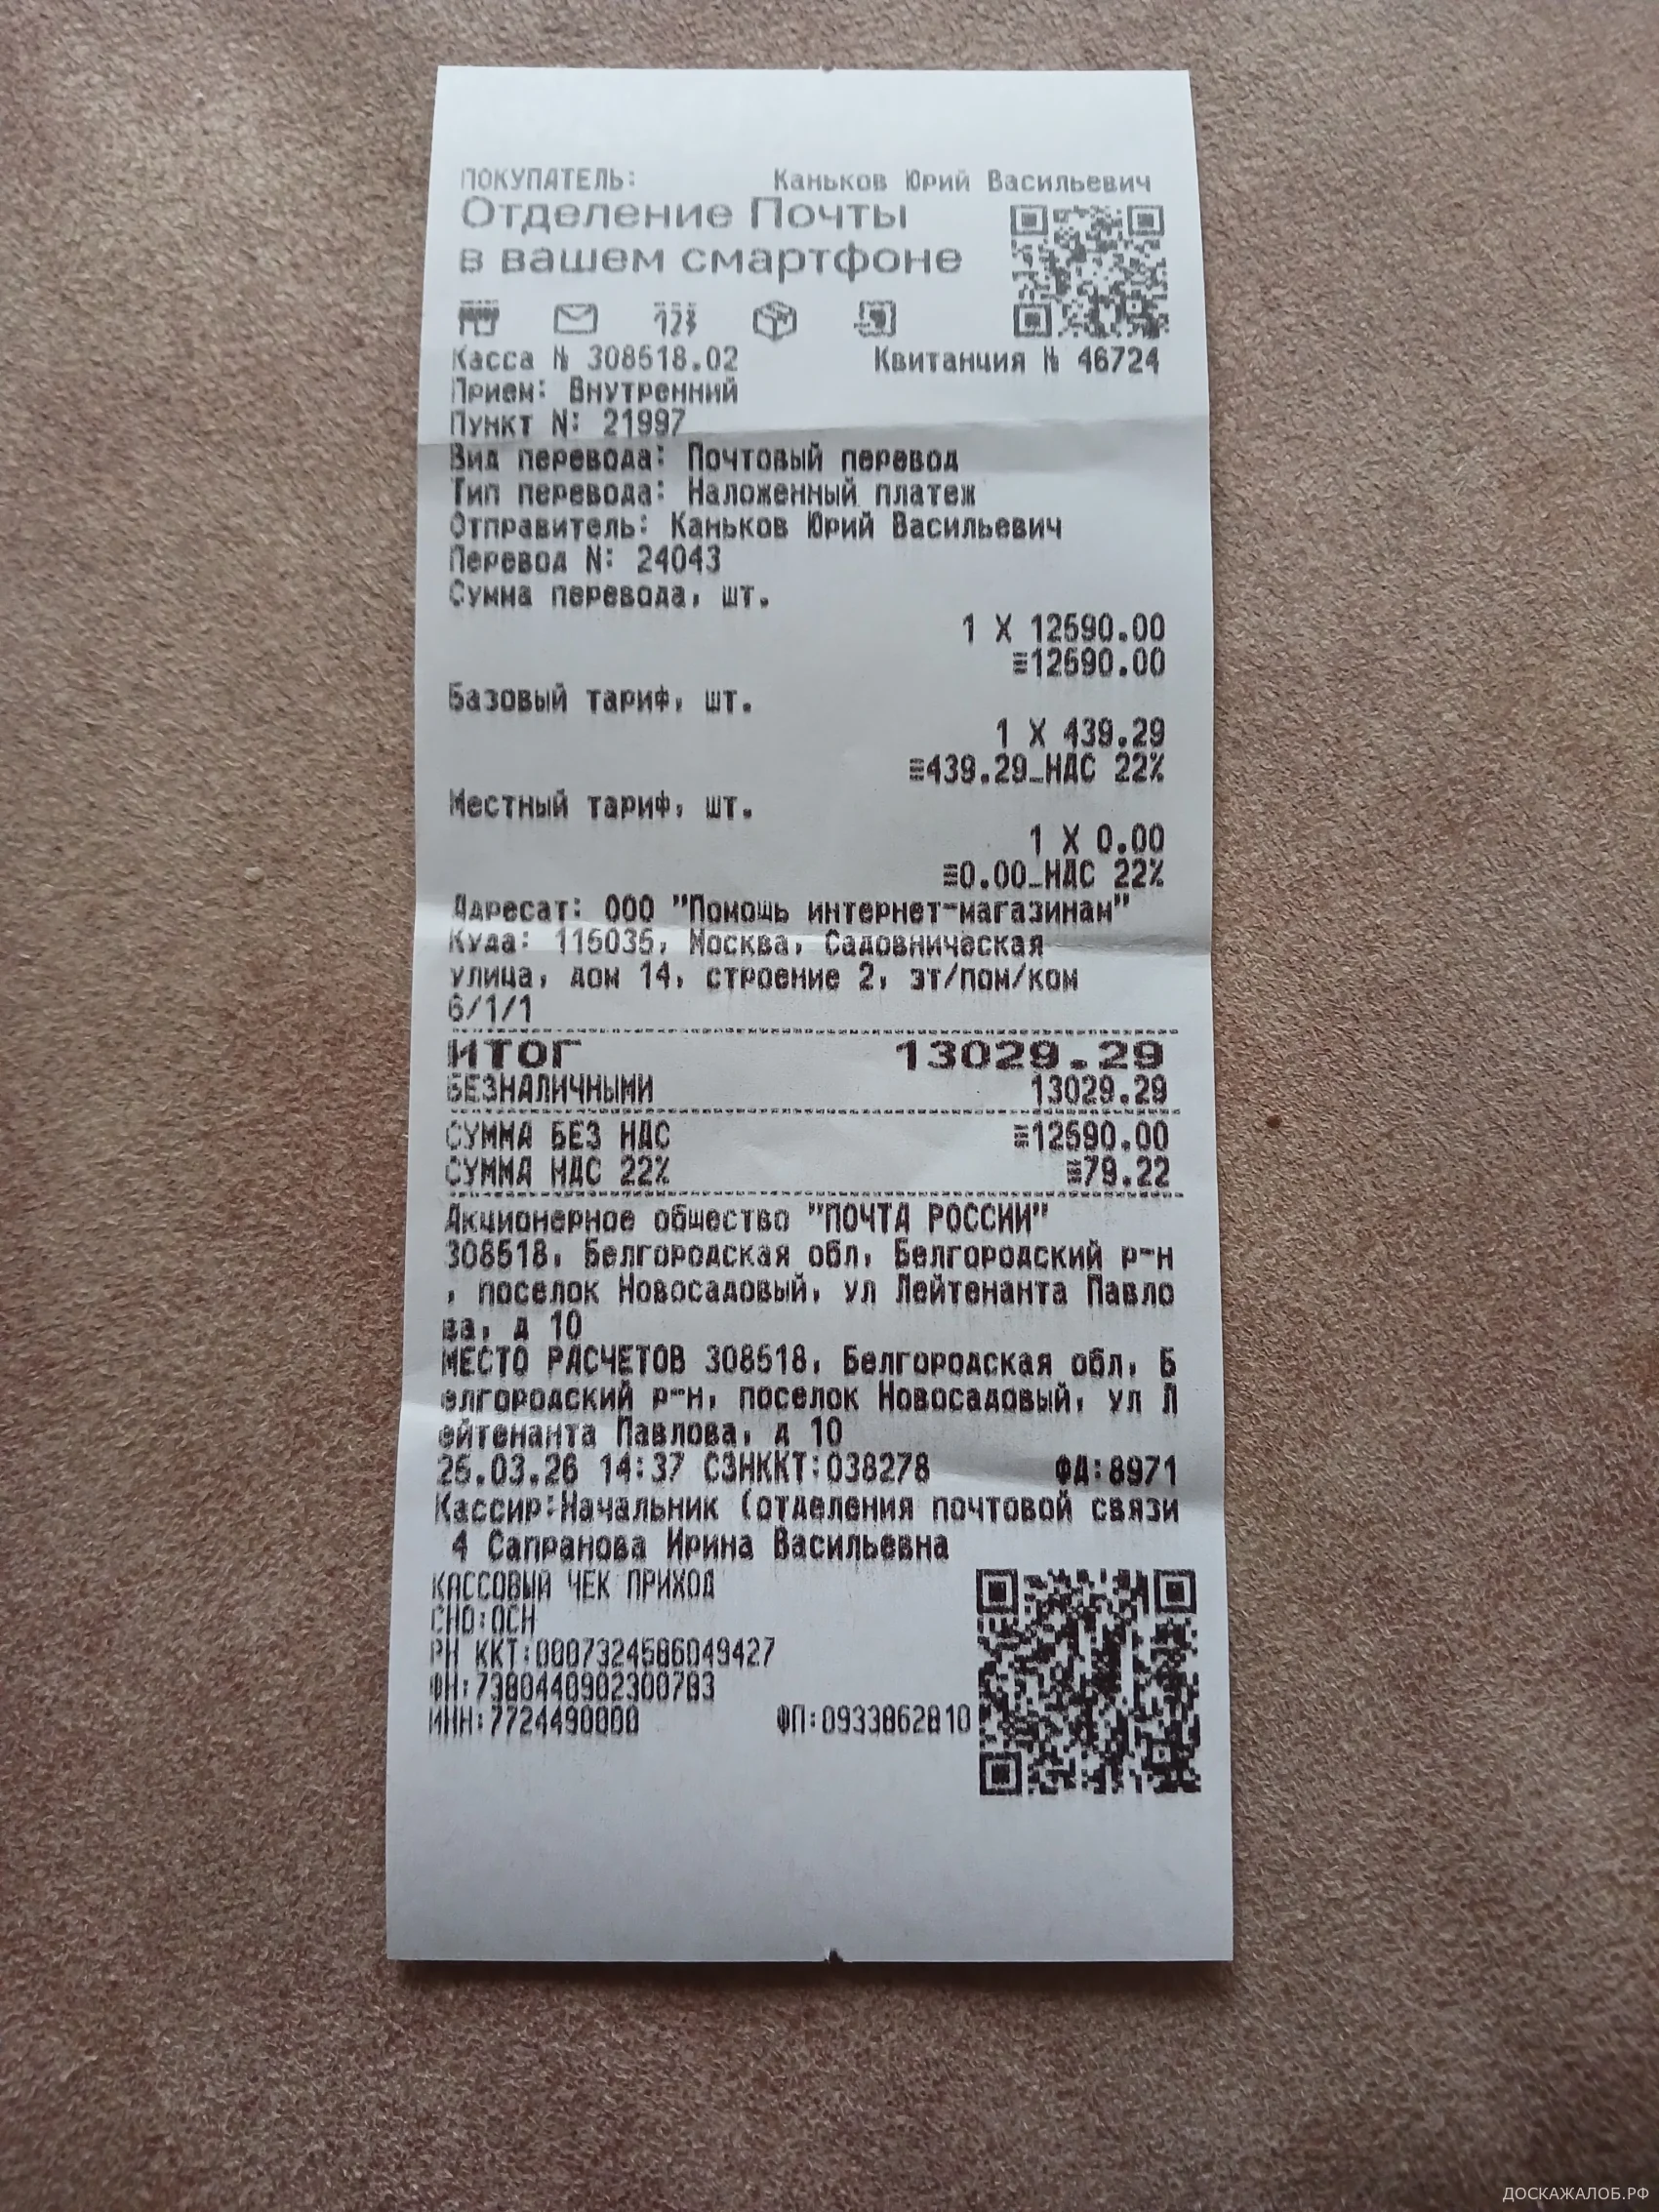 ПОКУПАТЕЛЬ: Каньков Юрий Васильевич
Отделение Почты
в вашем смартфоне
Касса № 308518.02 Квитанция № 46724
Прием: Внутренний
Пункт N: 21997
Вид перевода: Почтовый перевод
Тип перевода: Наложенный платеж
Отправитель: Каньков Юрий Васильевич
Перевод N: 24043
Сумма перевода, шт.
1 X 12590.00
≡12590.00
Базовый тариф, шт.
1 X 439.29
≡439.29_НДС 22%
Местный тариф, шт.
1 X 0.00
≡0.00_НДС 22%
Адресат: ООО "Помощь интернет-магазинам"
Куда: 115035, Москва, Садовническая
улица, дом 14, строение 2, эт/пом/ком
6/1/1
ИТОГ 13029.29
БЕЗНАЛИЧНЫМИ 13029.29
СУММА БЕЗ НДС ≡12590.00
СУММА НДС 22% ≡79.22
Акционерное общество "ПОЧТА РОССИИ"
308518, Белгородская обл, Белгородский р-н
, поселок Новосадовый, ул Лейтенанта Павло
ва, д 10
МЕСТО РАСЧЕТОВ 308518, Белгородская обл, Б
елгородский р-н, поселок Новосадовый, ул Л
ейтенанта Павлова, д 10
25.03.26 14:37 СЗНККТ:038278 ФД:8971
Кассир:Начальник (отделения почтовой связи
4 Сапранова Ирина Васильевна
КАССОВЫЙ ЧЕК ПРИХОД
СНО:ОСН
РН ККТ:0007324586049427
ФН:7380440902300783
ИНН:7724490000 ФП:0933862810
ДОСКАЖАЛОБ.РФ